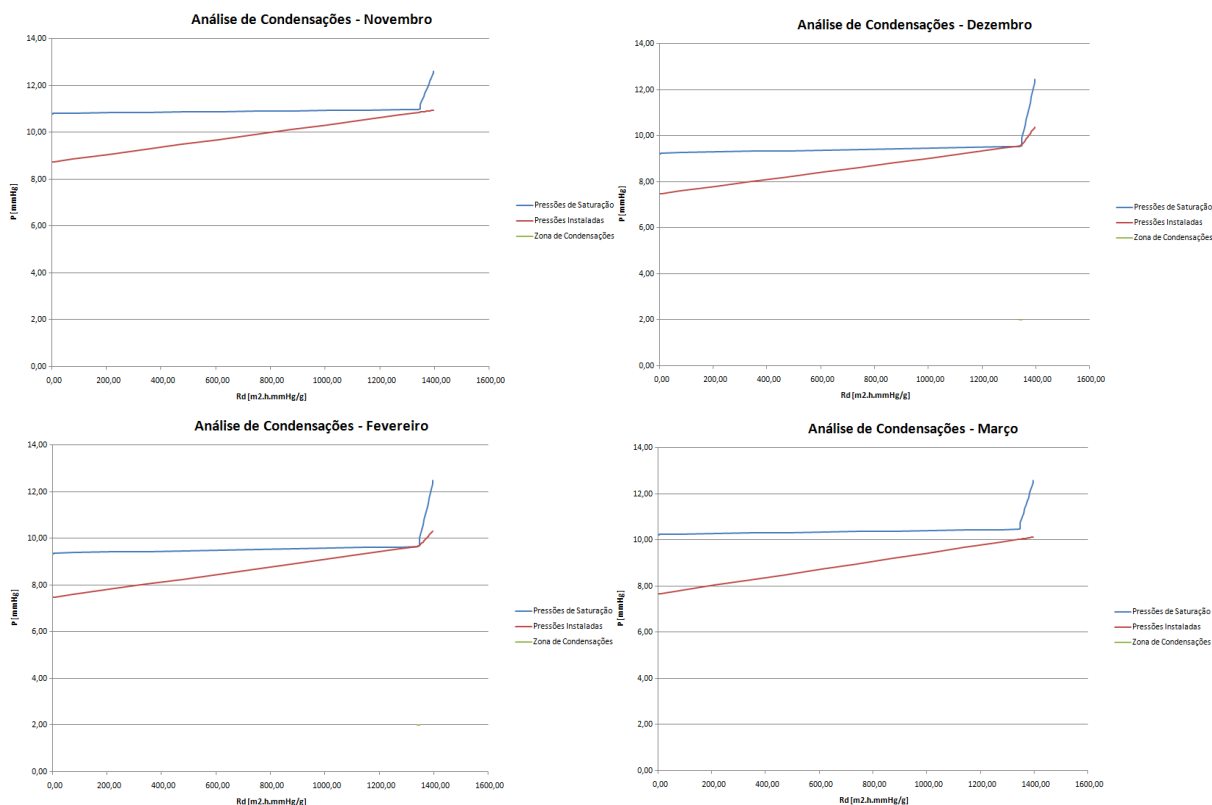 Análise de Condensações - Novembro
14,00
12,00
10,00
8,00
6,00
4,00
2,00
0,00
P [mmHg]
0,00 200,00 400,00 600,00 800,00 1000,00 1200,00 1400,00 1600,00
Rd [m2.h.mmHg/g]
Pressões de Saturação
Pressões Instaladas
Zona de Condensações
Análise de Condensações - Dezembro
14,00
12,00
10,00
8,00
6,00
4,00
2,00
0,00
P [mmHg]
0,00 200,00 400,00 600,00 800,00 1000,00 1200,00 1400,00 1600,00
Rd [m2.h.mmHg/g]
Pressões de Saturação
Pressões Instaladas
Zona de Condensações
Análise de Condensações - Fevereiro
14,00
12,00
10,00
8,00
6,00
4,00
2,00
0,00
P [mmHg]
0,00 200,00 400,00 600,00 800,00 1000,00 1200,00 1400,00 1600,00
Rd [m2.h.mmHg/g]
Pressões de Saturação
Pressões Instaladas
Zona de Condensações
Análise de Condensações - Março
14,00
12,00
10,00
8,00
6,00
4,00
2,00
0,00
P [mmHg]
0,00 200,00 400,00 600,00 800,00 1000,00 1200,00 1400,00 1600,00
Rd [m2.h.mmHg/g]
Pressões de Saturação
Pressões Instaladas
Zona de Condensações